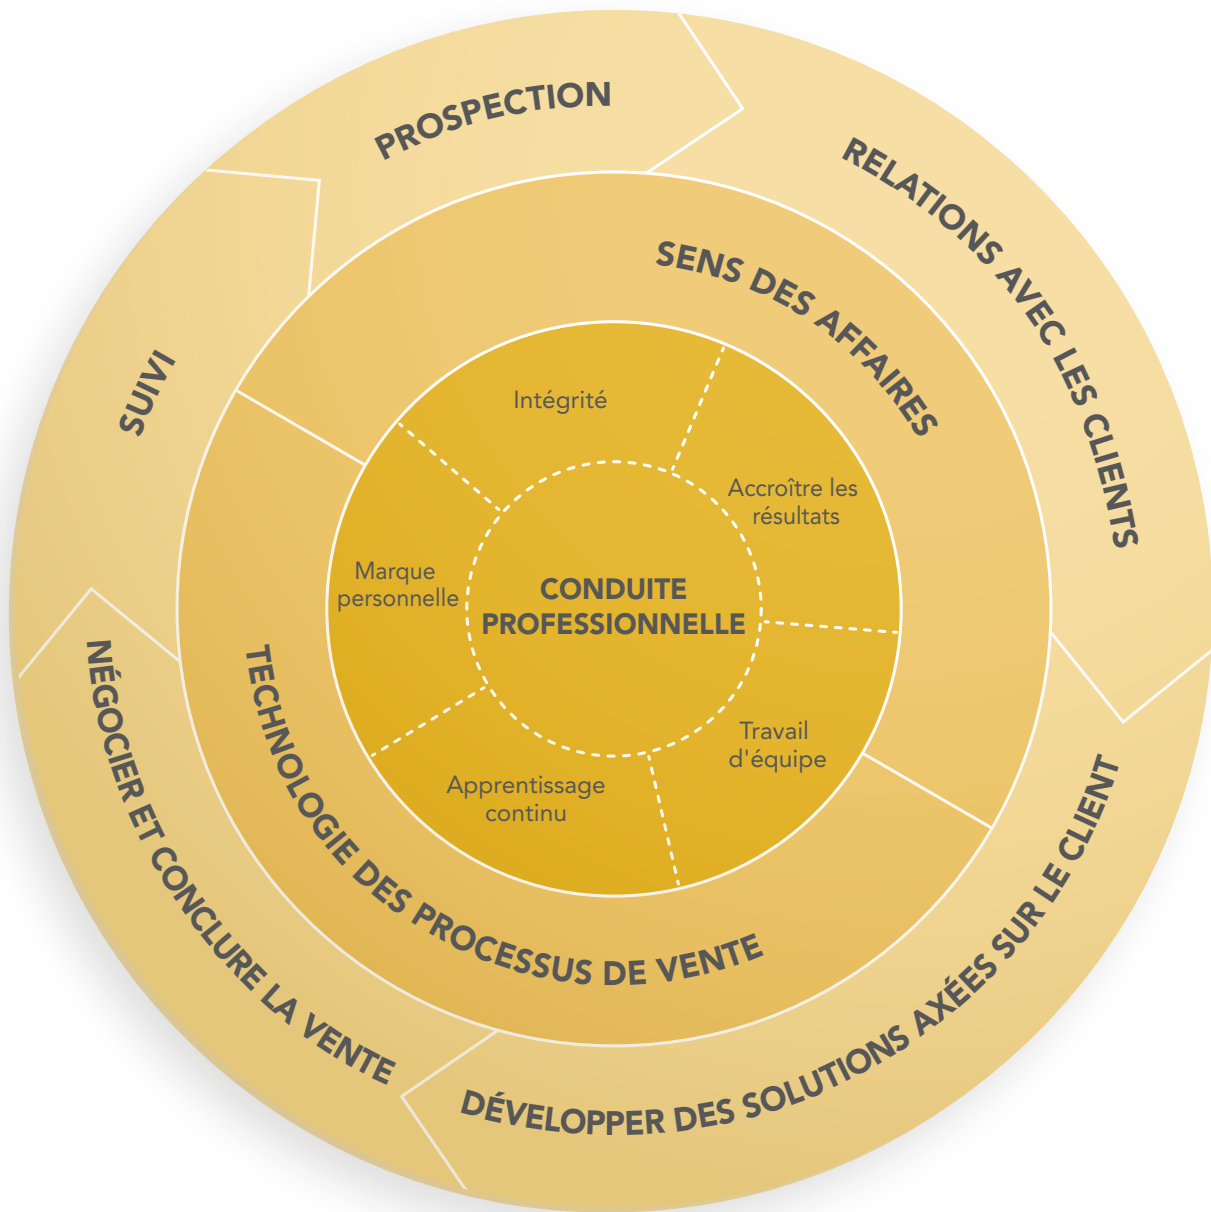 PROSPECTION
RELATIONS AVEC LES CLIENTS
DÉVELOPPER DES SOLUTIONS AXÉES SUR LE CLIENT
NÉGOCIER ET CONCLURE LA VENTE
SUIVI
SENS DES AFFAIRES
TECHNOLOGIE DES PROCESSUS DE VENTE
Intégrité
Accroître les
résultats
Travail
d'équipe
Apprentissage
continu
Marque
personnelle
CONDUITE
PROFESSIONNELLE